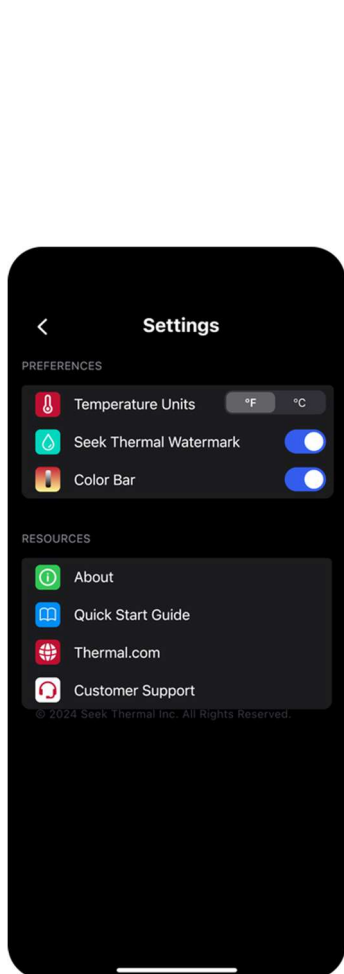 Settings
PREFERENCES
Temperature Units °F °C
Seek Thermal Watermark
Color Bar
RESOURCES
About
Quick Start Guide
Thermal.com
Customer Support
© 2024 Seek Thermal Inc. All Rights Reserved.